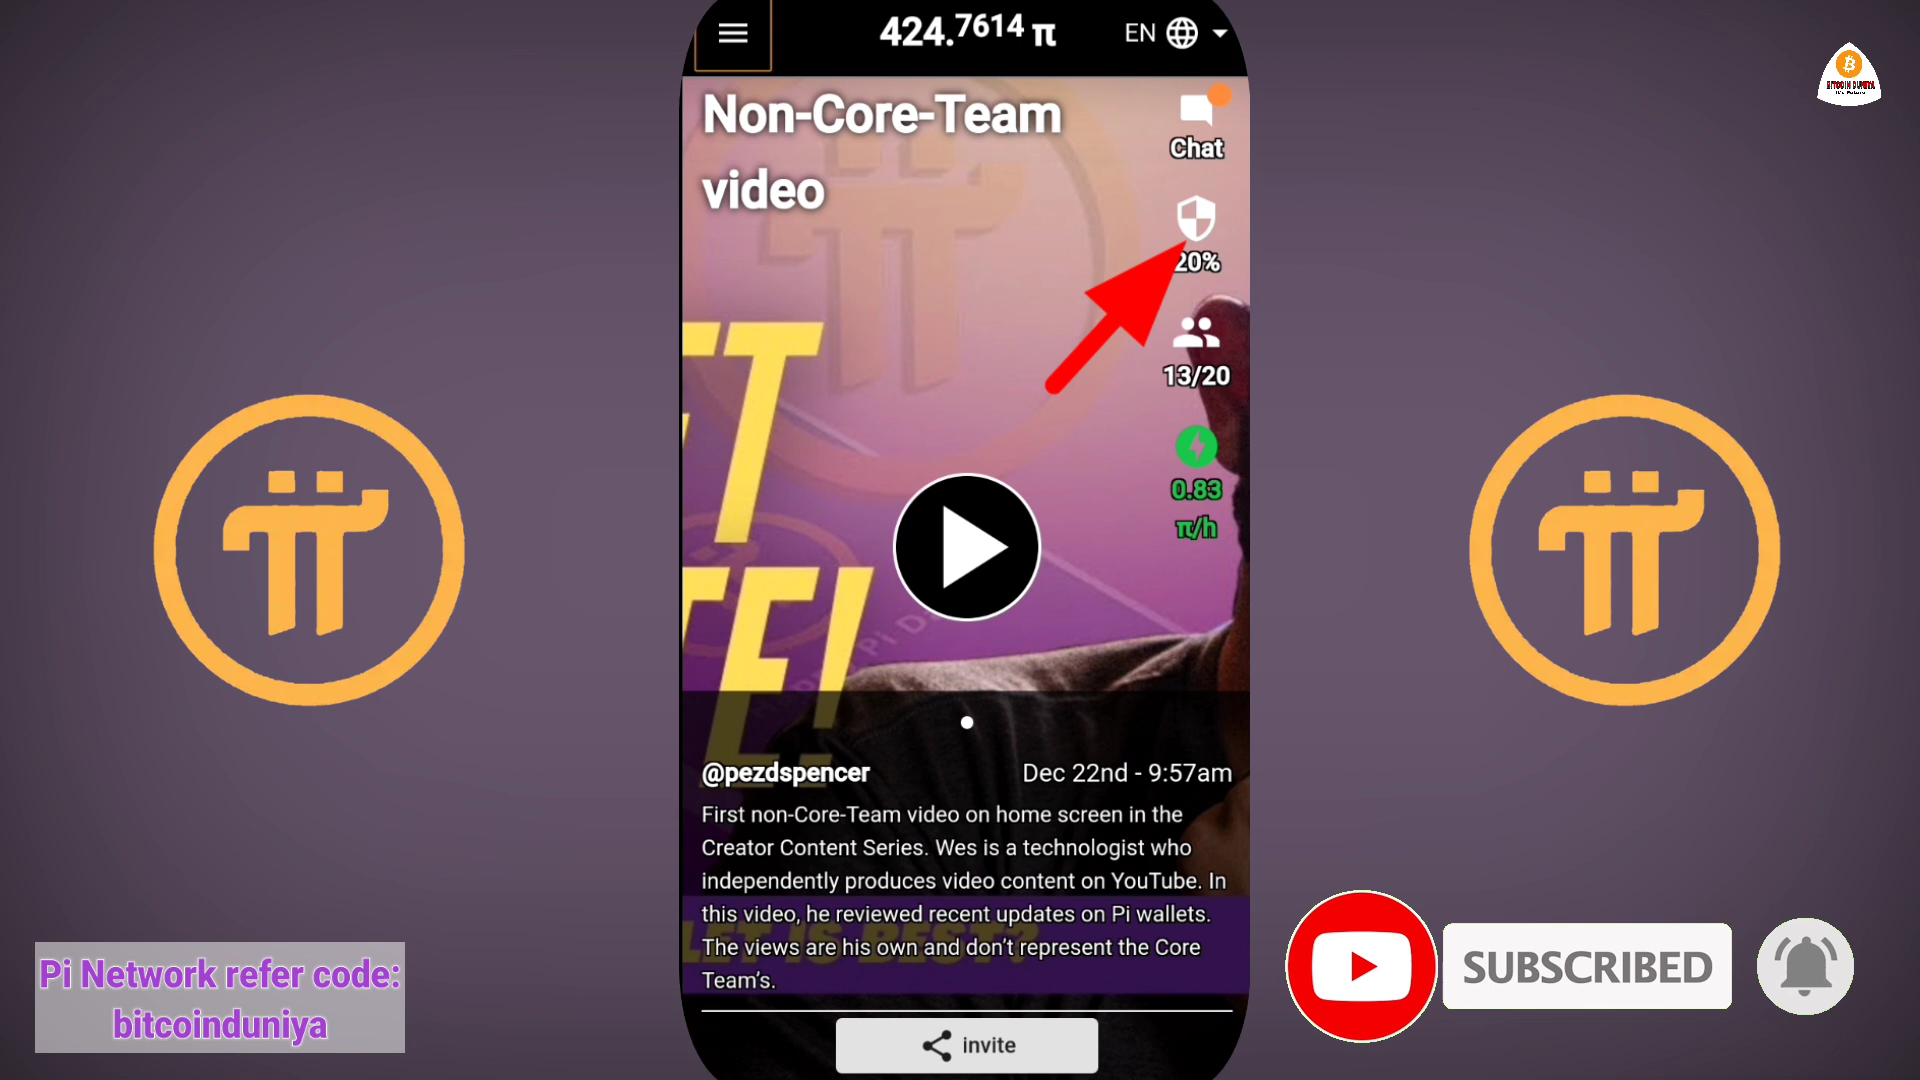 424.7614 π
EN
BITCOIN DUNIYA
Non-Core-Team
video
Chat
20%
13/20
0.83
π/h
@pezdspencer
Dec 22nd - 9:57am
First non-Core-Team video on home screen in the
Creator Content Series. Wes is a technologist who
independently produces video content on YouTube. In
this video, he reviewed recent updates on Pi wallets.
The views are his own and don't represent the Core
Team's.
invite
Pi Network refer code:
bitcoinduniya
SUBSCRIBED